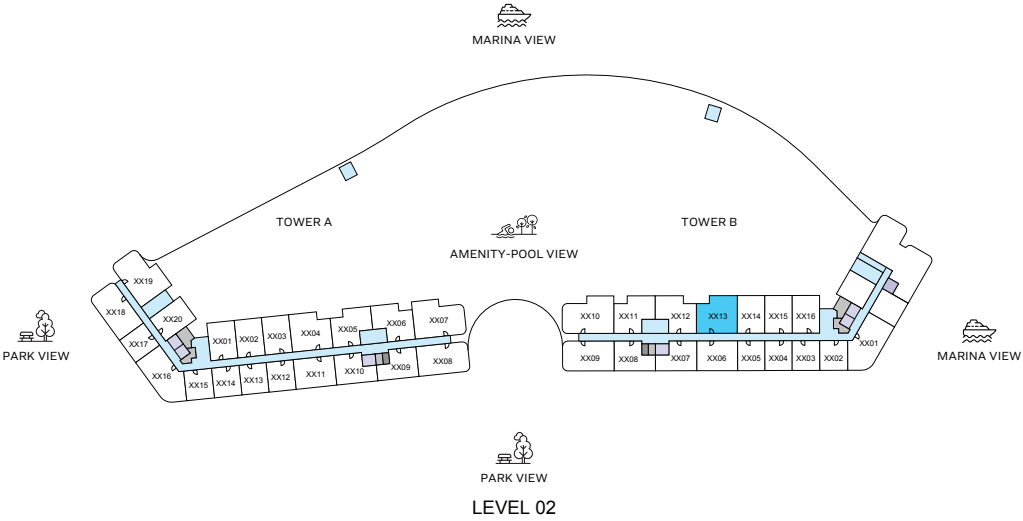 MARINA VIEW
TOWER A
TOWER B
AMENITY-POOL VIEW
XX19
XX18
XX20
XX17
XX16
XX15
XX01
XX02
XX03
XX04
XX05
XX06
XX07
XX14
XX13
XX12
XX11
XX10
XX09
XX08
XX10
XX11
XX12
XX13
XX14
XX15
XX16
XX09
XX08
XX07
XX06
XX05
XX04
XX03
XX02
XX01
PARK VIEW
MARINA VIEW
PARK VIEW
LEVEL 02